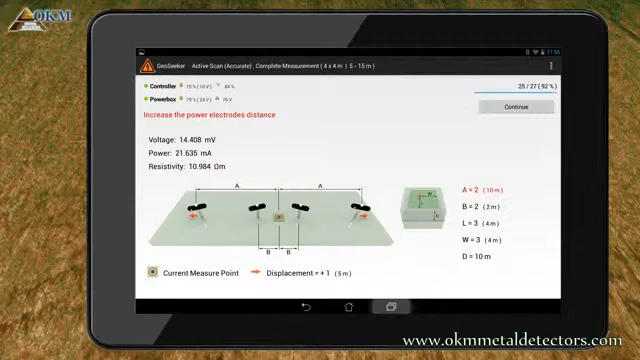 OKM
17:55
GeoSeeker Active Scan (Accurate) , Complete Measurement ( 4 x 4 m | 5 - 15 m )
Controller 75 % ( 10 V ) 84 %
25 / 27 ( 92 % )
Powerbox 79 % ( 24 V ) 76 V
Continue
Increase the power electrodes distance
Voltage: 14.408 mV
Power: 21.635 mA
Resistivity: 10.984 Ωm
A A
W
L
D
B B
A = 2 ( 10 m )
B = 2 ( 2 m )
L = 3 ( 4 m )
W = 3 ( 4 m )
D = 10 m
Current Measure Point Displacement = + 1 ( 5 m )
www.okmmetaldetectors.com